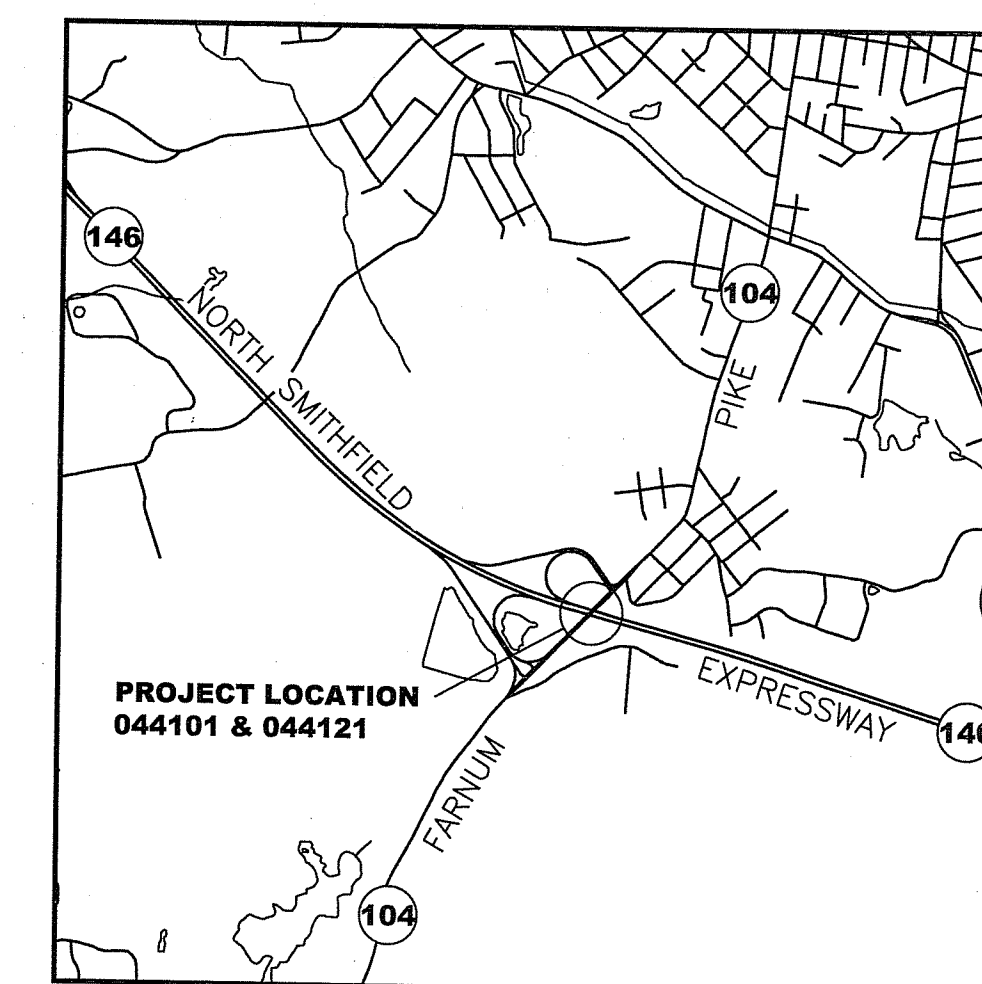 146
104
NORTH SMITHFIELD
PIKE
EXPRESSWAY
PROJECT LOCATION
044101 & 044121
FARNUM
104